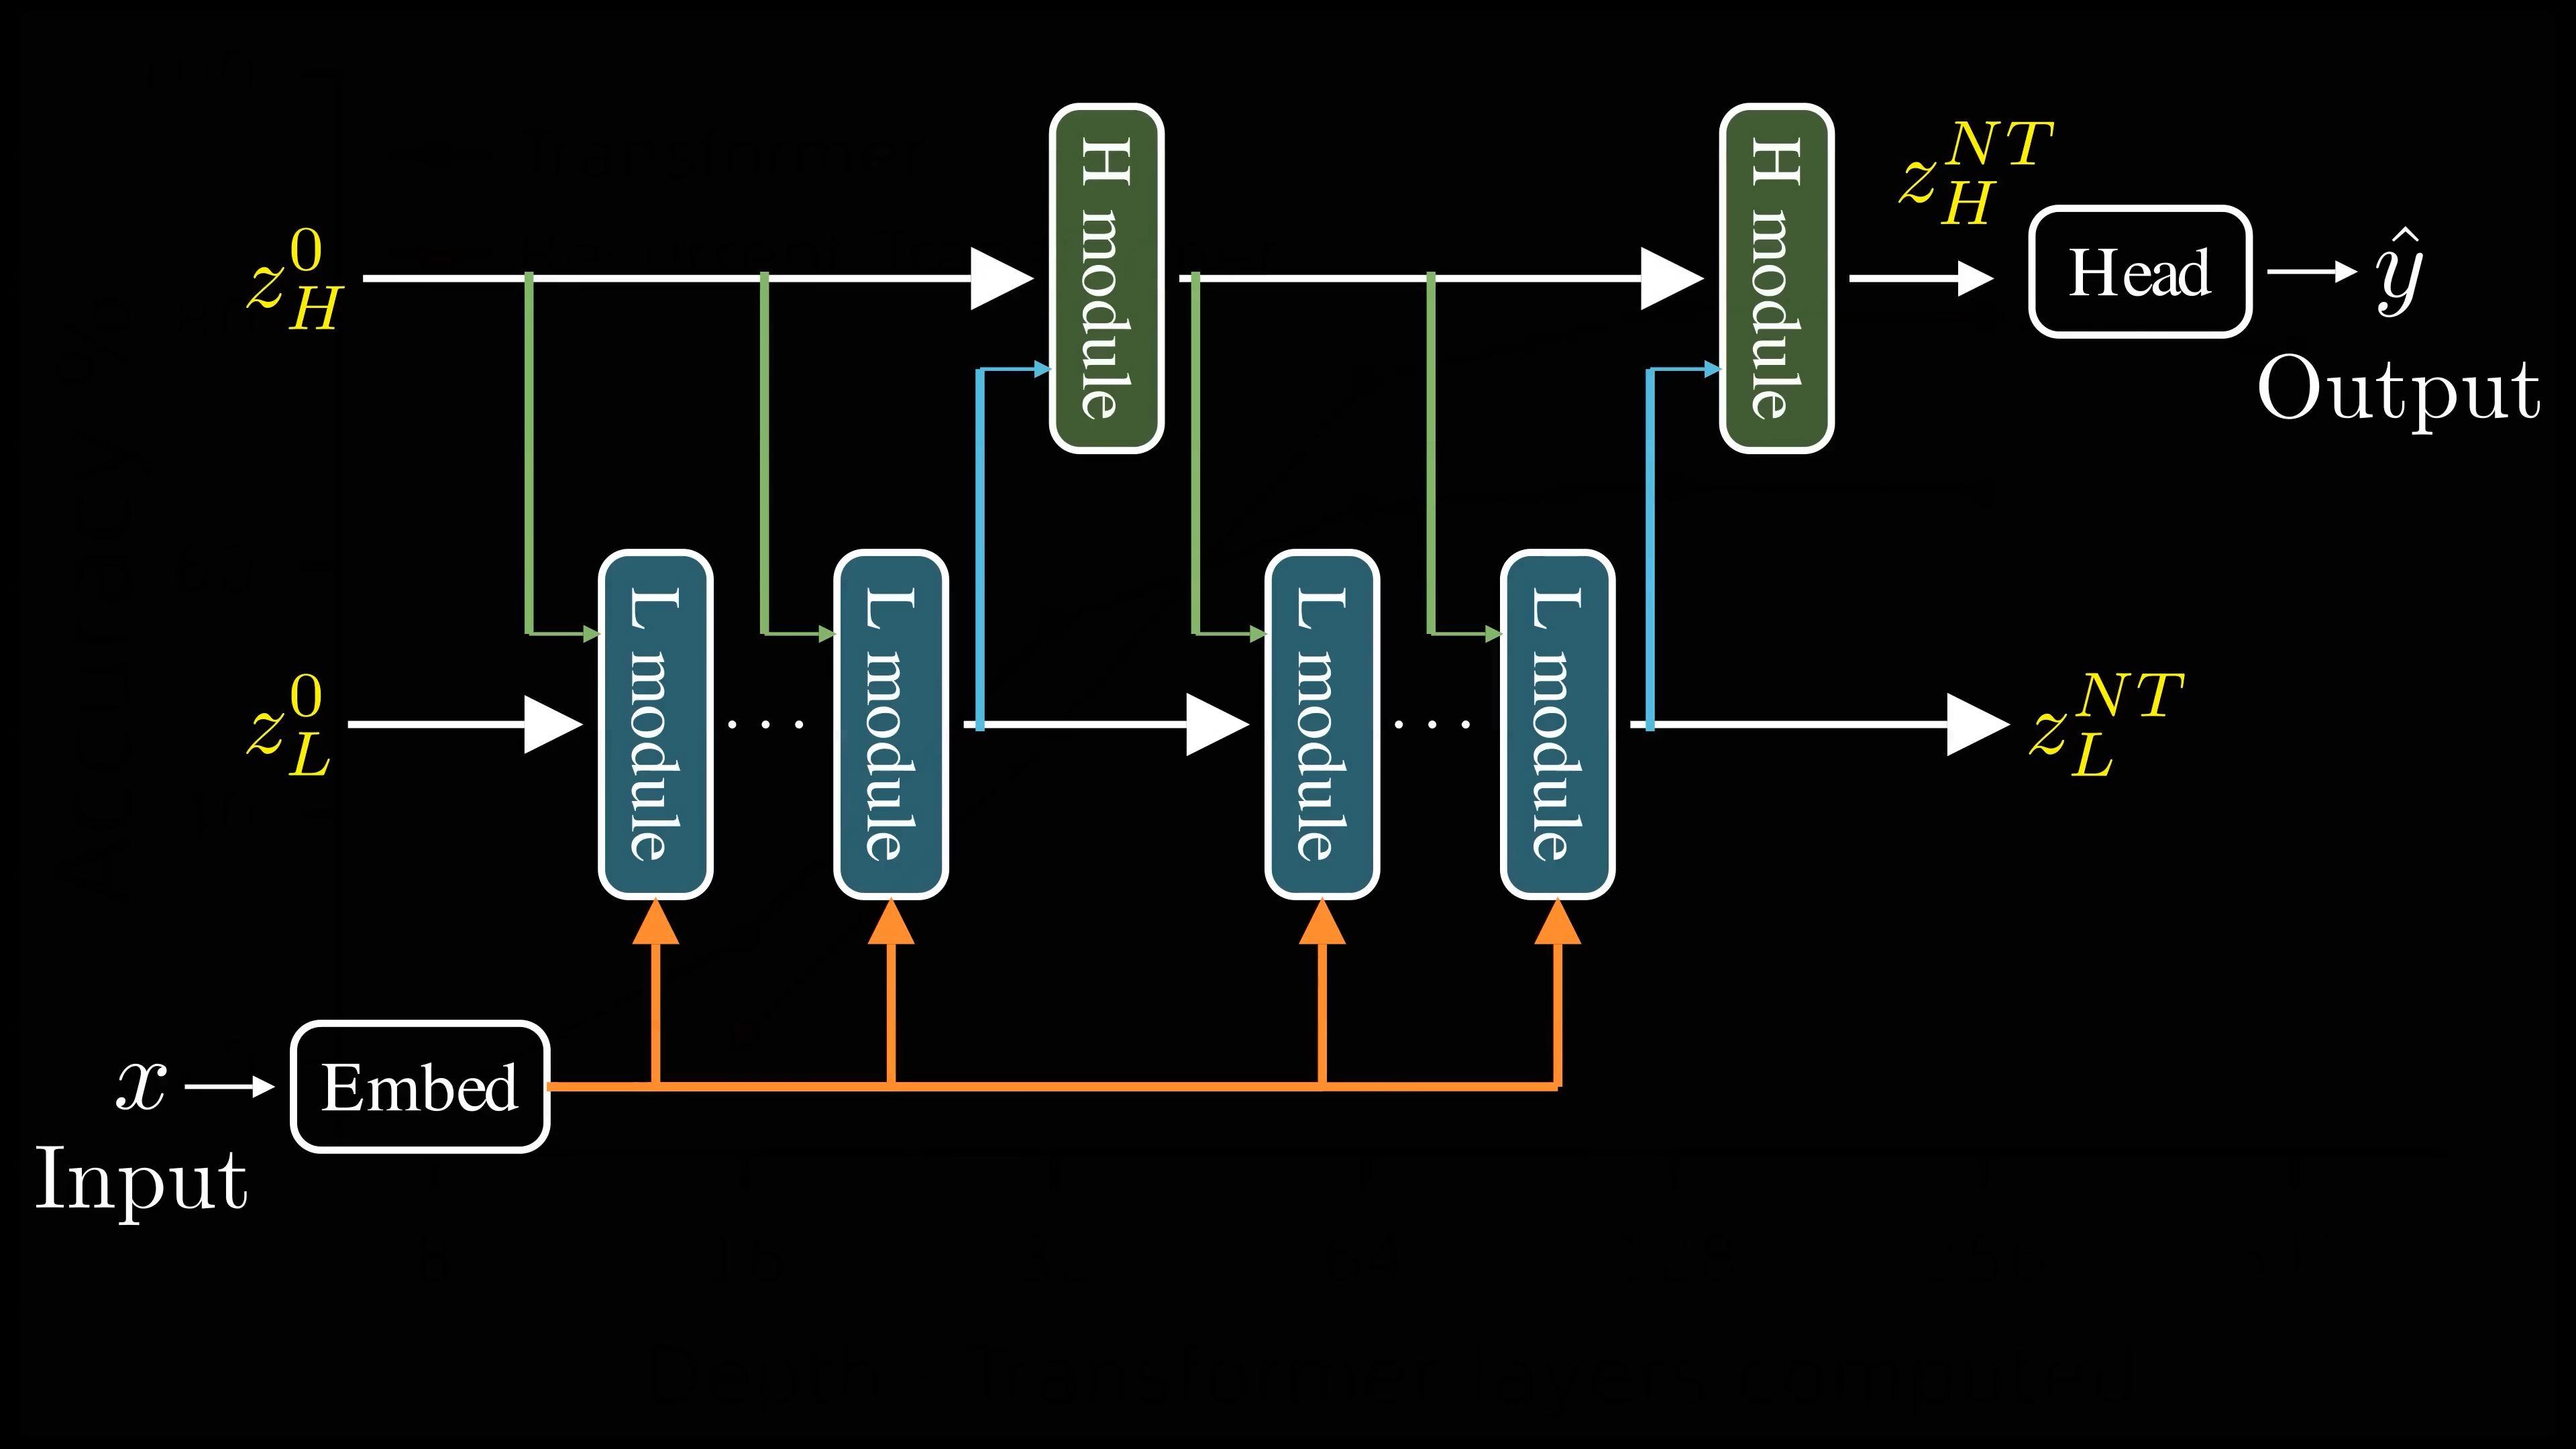 H module
H module
z_H^{NT}
z_H^0
Head
ŷ
Output
L module
L module
L module
L module
z_L^0
. . .
. . .
z_L^{NT}
x
Embed
Input